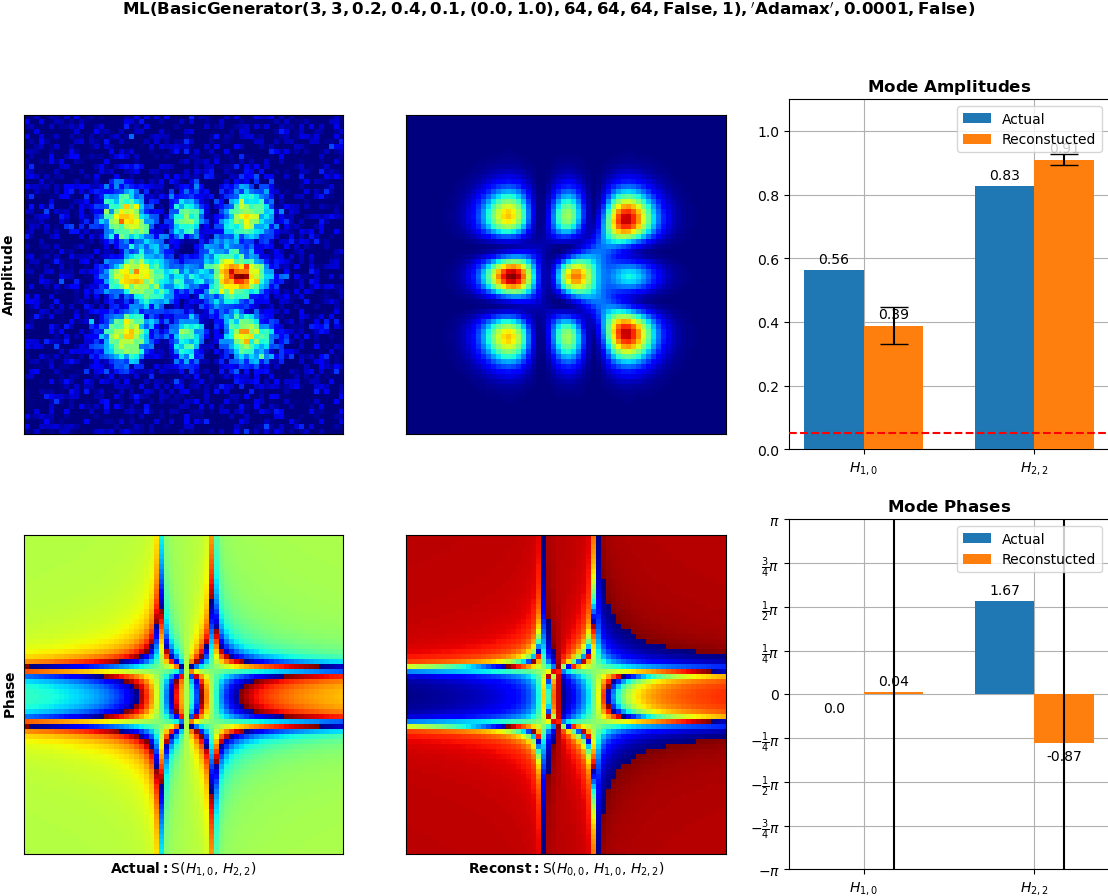 ML(BasicGenerator(3, 3, 0.2, 0.4, 0.1, (0.0, 1.0), 64, 64, 64, False, 1), 'Adamax', 0.0001, False)
Amplitude
Mode Amplitudes
Actual
Reconstucted
1.0
0.8
0.6
0.4
0.2
0.0
0.56
0.39
0.83
0.91
H1,0
H2,2
Phase
Actual: S(H1,0, H2,2)
Reconst: S(H0,0, H1,0, H2,2)
Mode Phases
Actual
Reconstucted
π
3/4π
1/2π
1/4π
0
−1/4π
−1/2π
−3/4π
−π
0.0
0.04
1.67
-0.87
H1,0
H2,2